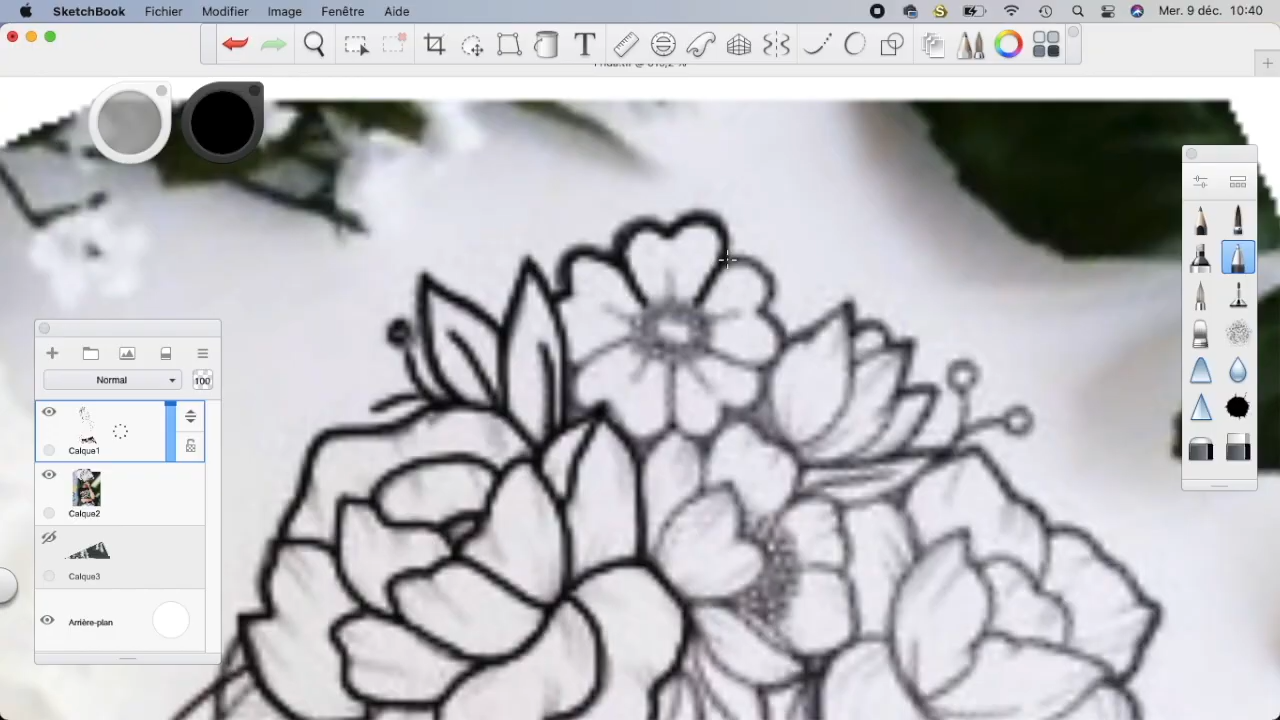 SketchBook Fichier Modifier Image Fenêtre Aide Mer. 9 déc. 10:40
Normal 100
Calque1
Calque2
Calque3
Arrière-plan